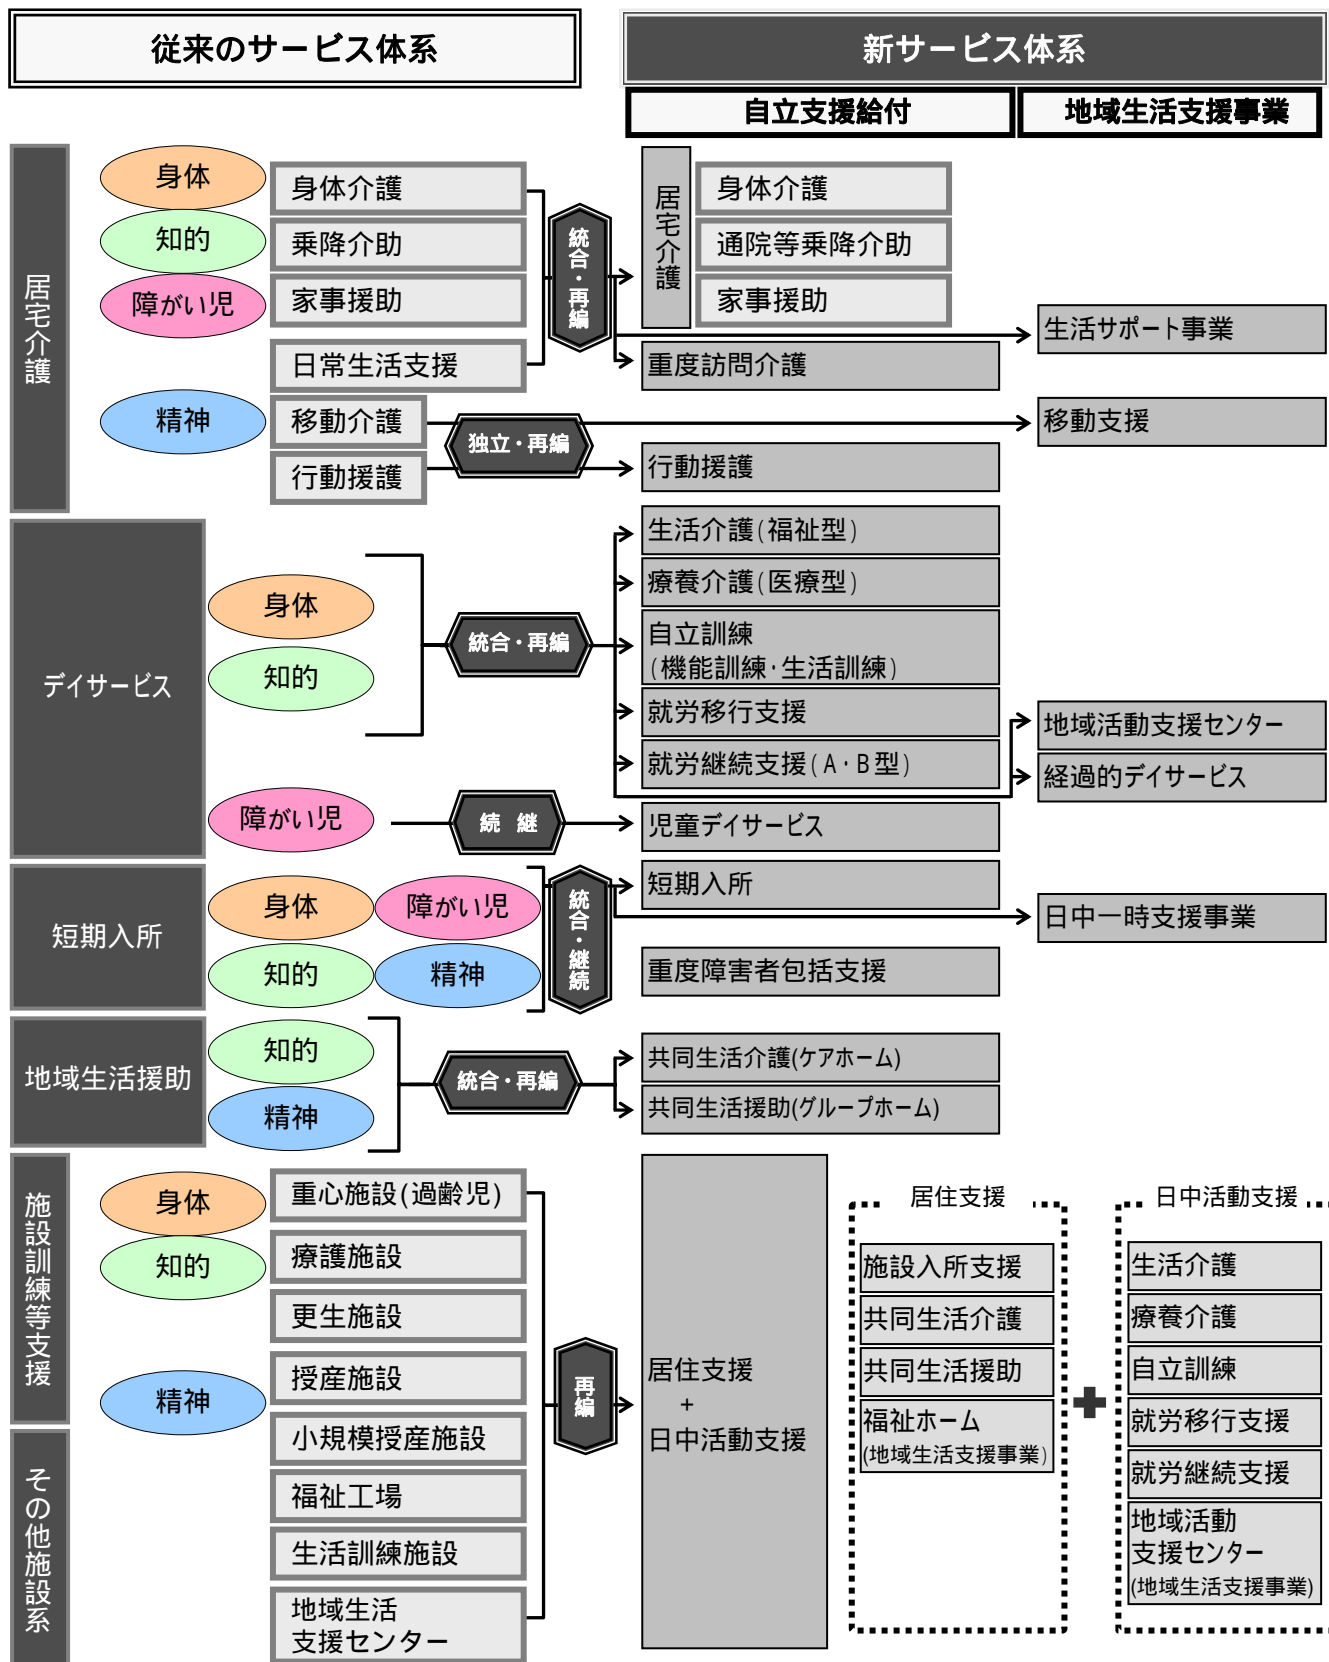 従来のサービス体系
新サービス体系
自立支援給付
地域生活支援事業
居宅介護
身体
知的
障がい児
精神
身体介護
乗降介助
家事援助
日常生活支援
移動介護
行動援護
統合・再編
独立・再編
居宅介護
身体介護
通院等乗降介助
家事援助
重度訪問介護
行動援護
生活サポート事業
移動支援
デイサービス
身体
知的
障がい児
統合・再編
続 継
生活介護(福祉型)
療養介護(医療型)
自立訓練
(機能訓練・生活訓練)
就労移行支援
就労継続支援(A・B型)
児童デイサービス
地域活動支援センター
経過的デイサービス
短期入所
身体
障がい児
知的
精神
統合・継続
短期入所
重度障害者包括支援
日中一時支援事業
地域生活援助
知的
精神
統合・再編
共同生活介護(ケアホーム)
共同生活援助(グループホーム)
施設訓練等支援
その他施設系
身体
知的
精神
重心施設(過齢児)
療護施設
更生施設
授産施設
小規模授産施設
福祉工場
生活訓練施設
地域生活
支援センター
再編
居住支援
+
日中活動支援
居住支援
施設入所支援
共同生活介護
共同生活援助
福祉ホーム
(地域生活支援事業)
日中活動支援
生活介護
療養介護
自立訓練
就労移行支援
就労継続支援
地域活動
支援センター
(地域生活支援事業)